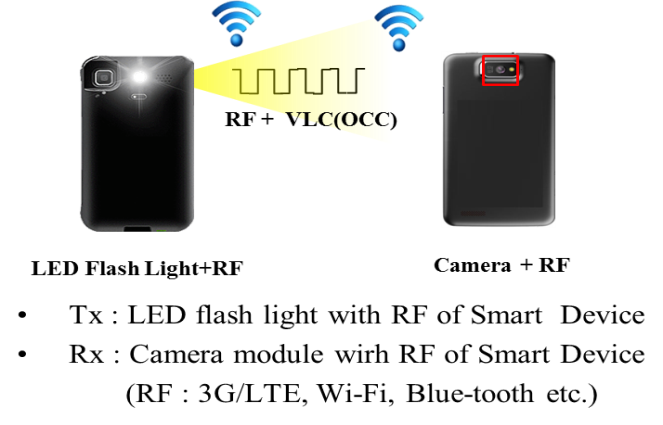 RF + VLC(OCC)
LED Flash Light+RF
Camera + RF
• Tx : LED flash light with RF of Smart Device
• Rx : Camera module wirh RF of Smart Device
(RF : 3G/LTE, Wi-Fi, Blue-tooth etc.)